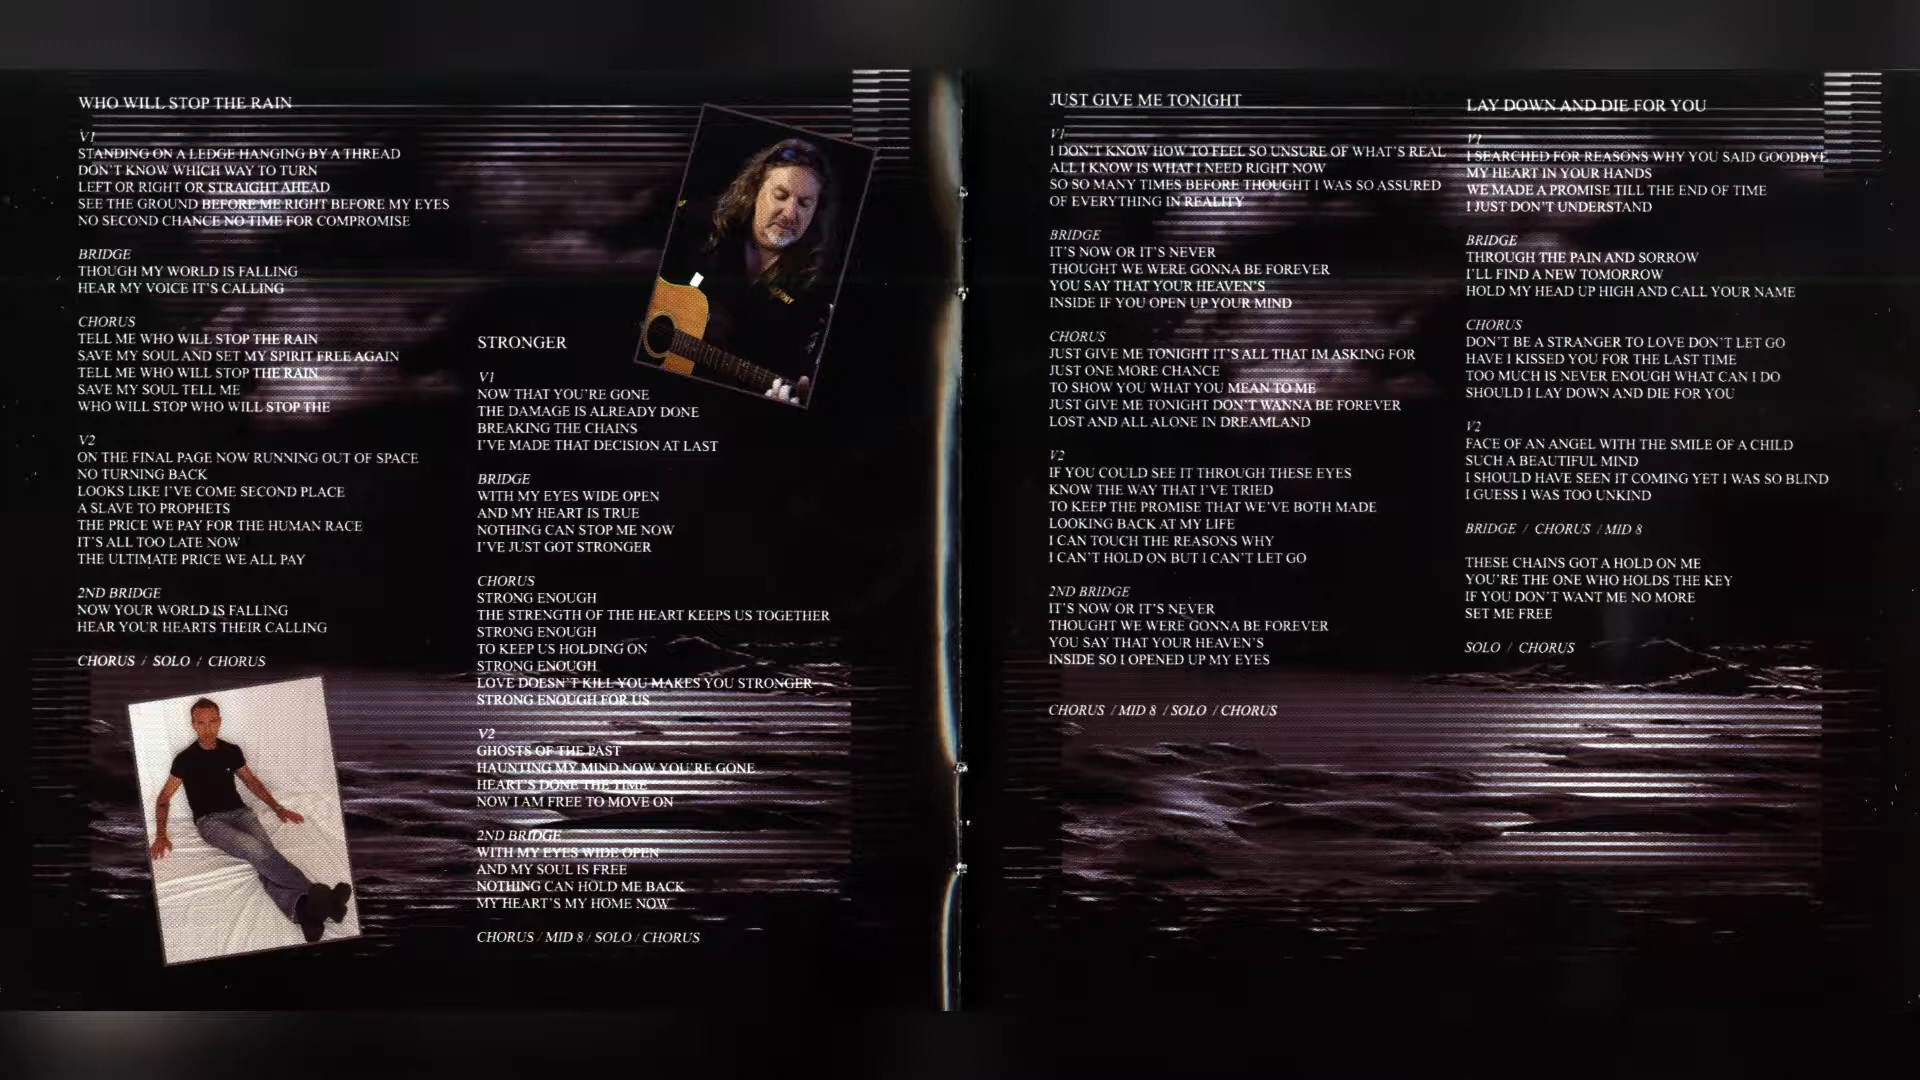 WHO WILL STOP THE RAIN
V1
STANDING ON A LEDGE HANGING BY A THREAD
DON'T KNOW WHICH WAY TO TURN
LEFT OR RIGHT OR STRAIGHT AHEAD
SEE THE GROUND BEFORE ME RIGHT BEFORE MY EYES
NO SECOND CHANCE NO TIME FOR COMPROMISE
BRIDGE
THOUGH MY WORLD IS FALLING
HEAR MY VOICE IT'S CALLING
CHORUS
TELL ME WHO WILL STOP THE RAIN
SAVE MY SOUL AND SET MY SPIRIT FREE AGAIN
TELL ME WHO WILL STOP THE RAIN
SAVE MY SOUL TELL ME
WHO WILL STOP WHO WILL STOP THE
V2
ON THE FINAL PAGE NOW RUNNING OUT OF SPACE
NO TURNING BACK
LOOKS LIKE I'VE COME SECOND PLACE
A SLAVE TO PROPHETS
THE PRICE WE PAY FOR THE HUMAN RACE
IT'S ALL TOO LATE NOW
THE ULTIMATE PRICE WE ALL PAY
2ND BRIDGE
NOW YOUR WORLD IS FALLING
HEAR YOUR HEARTS THEIR CALLING
CHORUS / SOLO / CHORUS
STRONGER
V1
NOW THAT YOU'RE GONE
THE DAMAGE IS ALREADY DONE
BREAKING THE CHAINS
I'VE MADE THAT DECISION AT LAST
BRIDGE
WITH MY EYES WIDE OPEN
AND MY HEART IS TRUE
NOTHING CAN STOP ME NOW
I'VE JUST GOT STRONGER
CHORUS
STRONG ENOUGH
THE STRENGTH OF THE HEART KEEPS US TOGETHER
STRONG ENOUGH
TO KEEP US HOLDING ON
STRONG ENOUGH
LOVE DOESN'T KILL YOU MAKES YOU STRONGER
STRONG ENOUGH FOR US
V2
GHOSTS OF THE PAST
HAUNTING MY MIND NOW YOU'RE GONE
HEART'S DONE THE TIME
NOW I AM FREE TO MOVE ON
2ND BRIDGE
WITH MY EYES WIDE OPEN
AND MY SOUL IS FREE
NOTHING CAN HOLD ME BACK
MY HEART'S MY HOME NOW
CHORUS / MID 8 / SOLO / CHORUS
JUST GIVE ME TONIGHT
V1
I DON'T KNOW HOW TO FEEL SO UNSURE OF WHAT'S REAL
ALL I KNOW IS WHAT I NEED RIGHT NOW
SO SO MANY TIMES BEFORE THOUGHT I WAS SO ASSURED
OF EVERYTHING IN REALITY
BRIDGE
IT'S NOW OR IT'S NEVER
THOUGHT WE WERE GONNA BE FOREVER
YOU SAY THAT YOUR HEAVEN'S
INSIDE IF YOU OPEN UP YOUR MIND
CHORUS
JUST GIVE ME TONIGHT IT'S ALL THAT IM ASKING FOR
JUST ONE MORE CHANCE
TO SHOW YOU WHAT YOU MEAN TO ME
JUST GIVE ME TONIGHT DON'T WANNA BE FOREVER
LOST AND ALL ALONE IN DREAMLAND
V2
IF YOU COULD SEE IT THROUGH THESE EYES
KNOW THE WAY THAT I'VE TRIED
TO KEEP THE PROMISE THAT WE'VE BOTH MADE
LOOKING BACK AT MY LIFE
I CAN TOUCH THE REASONS WHY
I CAN'T HOLD ON BUT I CAN'T LET GO
2ND BRIDGE
IT'S NOW OR IT'S NEVER
THOUGHT WE WERE GONNA BE FOREVER
YOU SAY THAT YOUR HEAVEN'S
INSIDE SO I OPENED UP MY EYES
CHORUS / MID 8 / SOLO / CHORUS
LAY DOWN AND DIE FOR YOU
V1
I SEARCHED FOR REASONS WHY YOU SAID GOODBYE
MY HEART IN YOUR HANDS
WE MADE A PROMISE TILL THE END OF TIME
I JUST DON'T UNDERSTAND
BRIDGE
THROUGH THE PAIN AND SORROW
I'LL FIND A NEW TOMORROW
HOLD MY HEAD UP HIGH AND CALL YOUR NAME
CHORUS
DON'T BE A STRANGER TO LOVE DON'T LET GO
HAVE I KISSED YOU FOR THE LAST TIME
TOO MUCH IS NEVER ENOUGH WHAT CAN I DO
SHOULD I LAY DOWN AND DIE FOR YOU
V2
FACE OF AN ANGEL WITH THE SMILE OF A CHILD
SUCH A BEAUTIFUL MIND
I SHOULD HAVE SEEN IT COMING YET I WAS SO BLIND
I GUESS I WAS TOO UNKIND
BRIDGE / CHORUS / MID 8
THESE CHAINS GOT A HOLD ON ME
YOU'RE THE ONE WHO HOLDS THE KEY
IF YOU DON'T WANT ME NO MORE
SET ME FREE
SOLO / CHORUS